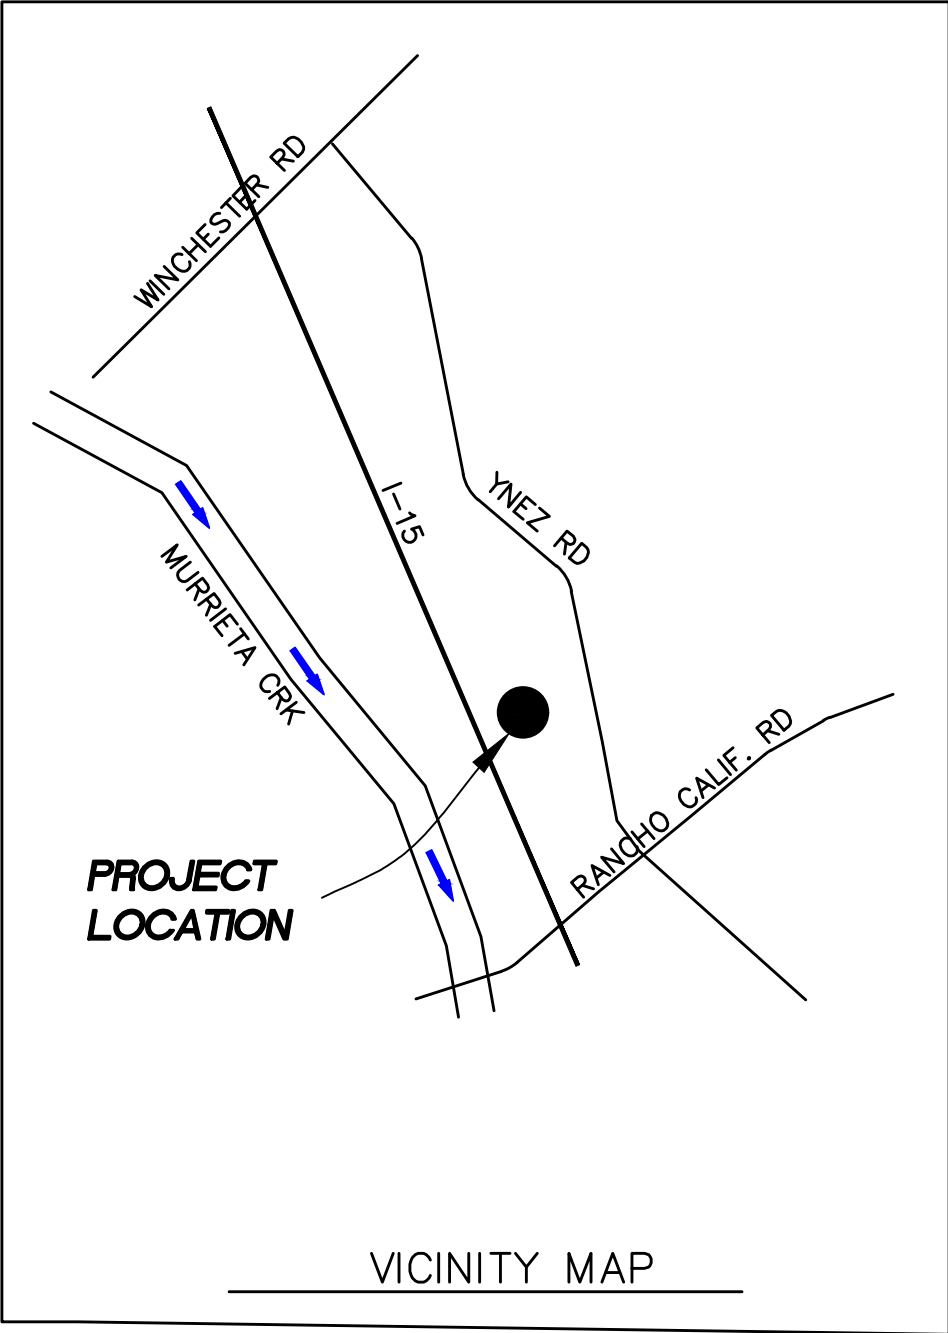 WINCHESTER RD
I-15
YNEZ RD
MURRIETA CRK
RANCHO CALIF. RD
PROJECT
LOCATION
VICINITY MAP